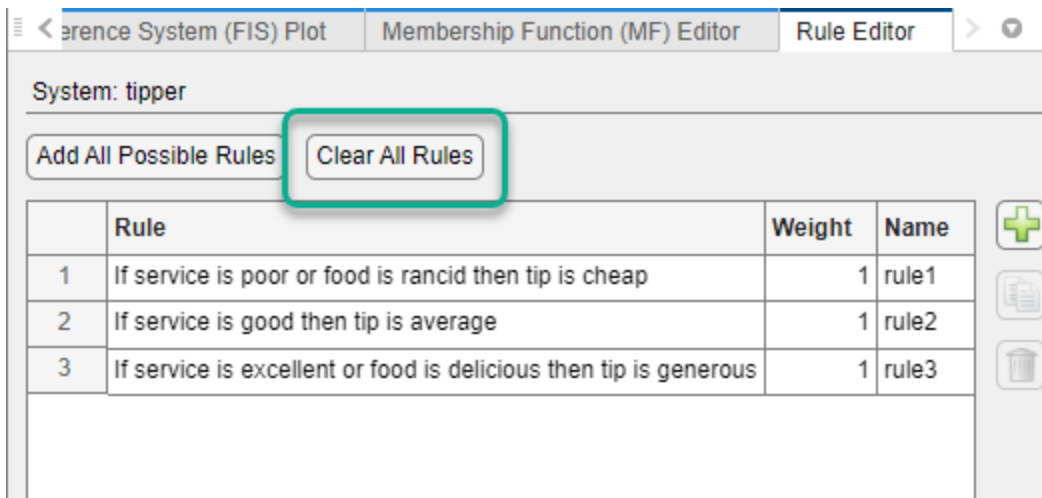 erence System (FIS) Plot Membership Function (MF) Editor Rule Editor
System: tipper
Add All Possible Rules Clear All Rules
Rule Weight Name
1 If service is poor or food is rancid then tip is cheap 1 rule1
2 If service is good then tip is average 1 rule2
3 If service is excellent or food is delicious then tip is generous 1 rule3